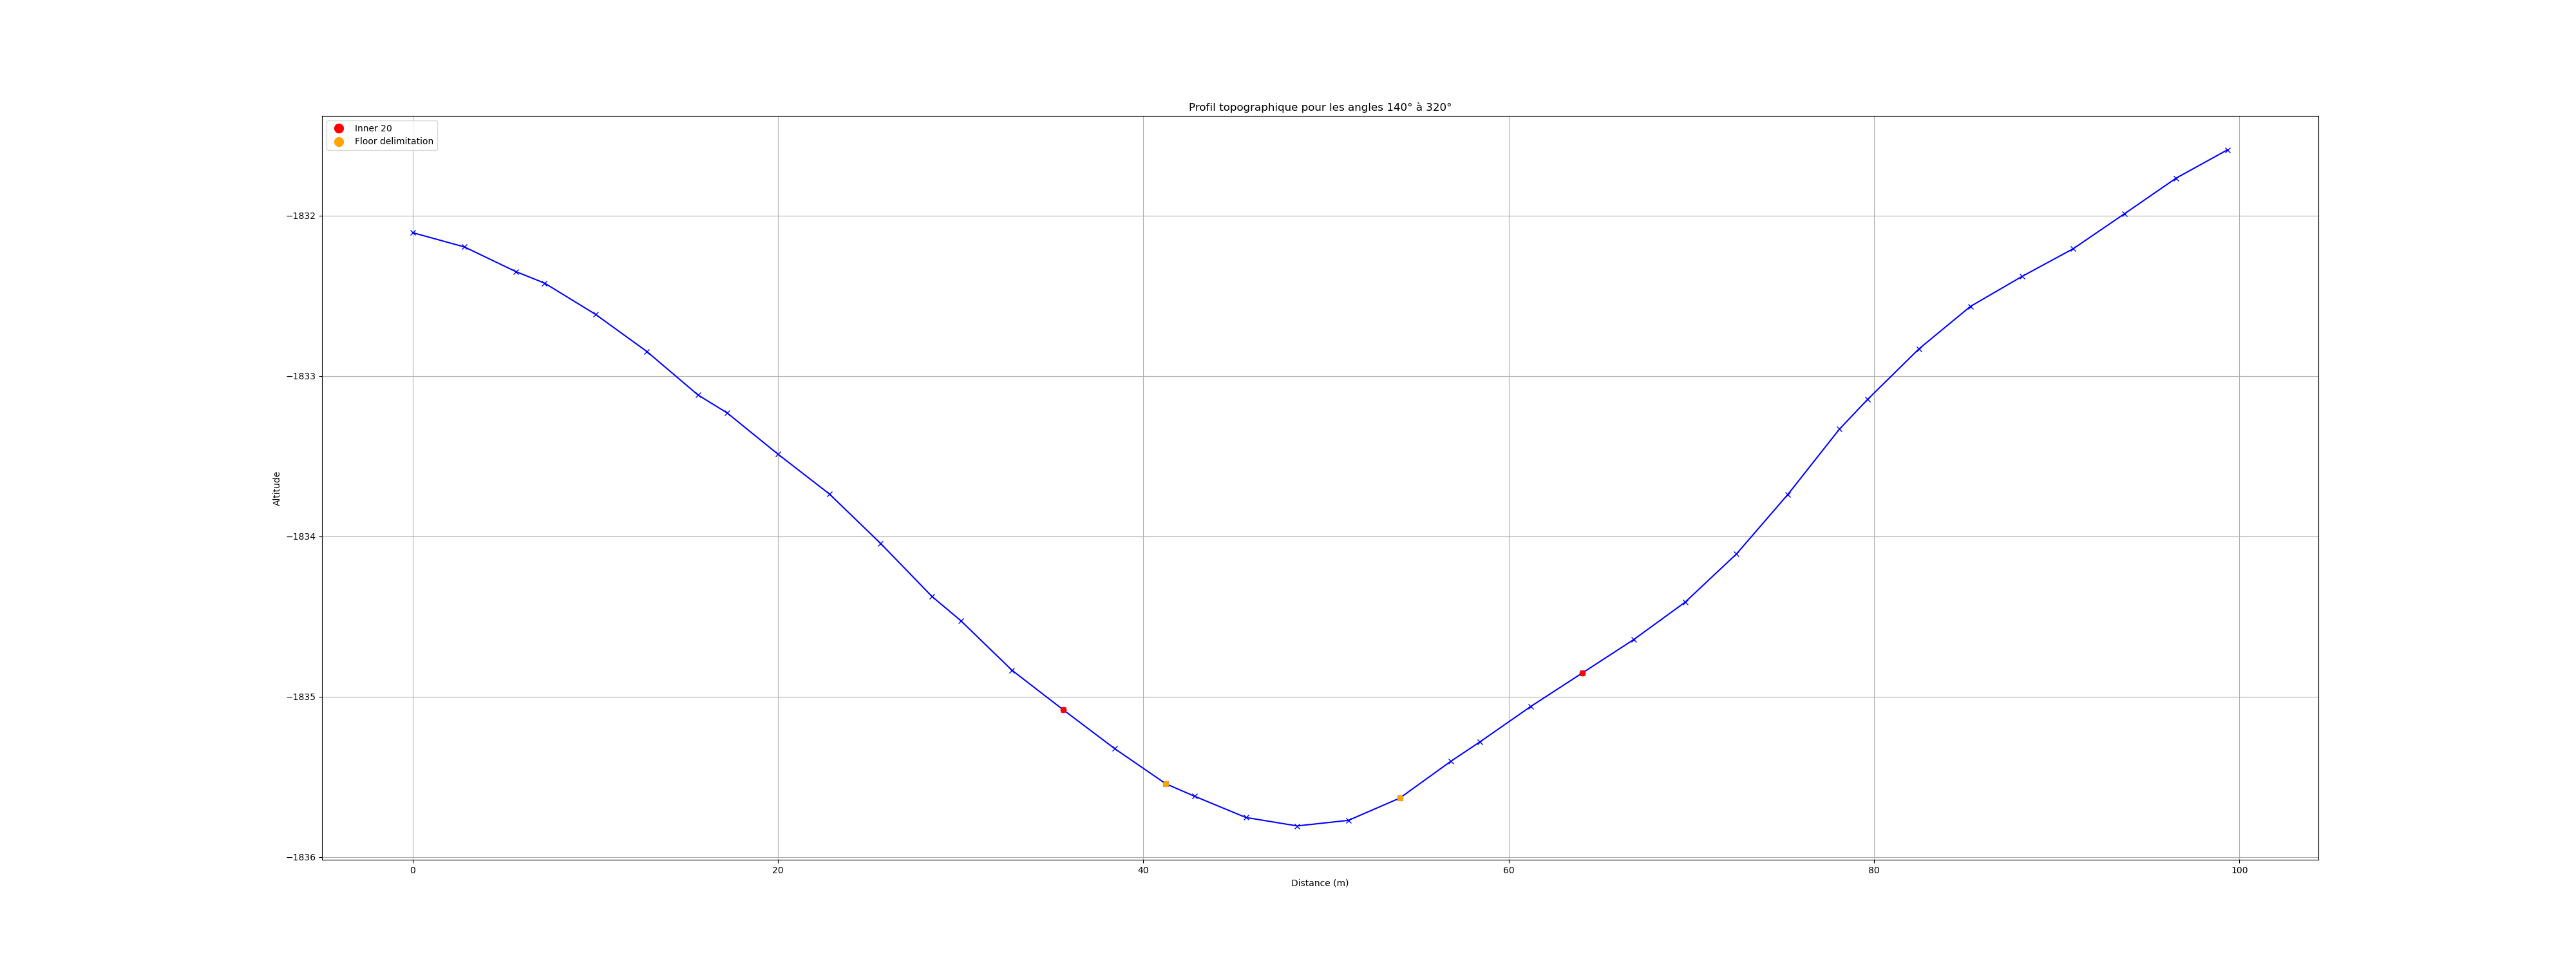 Profil topographique pour les angles 140° à 320°
Inner 20
Floor delimitation
Altitude
−1832
−1833
−1834
−1835
−1836
0 20 40 60 80 100
Distance (m)